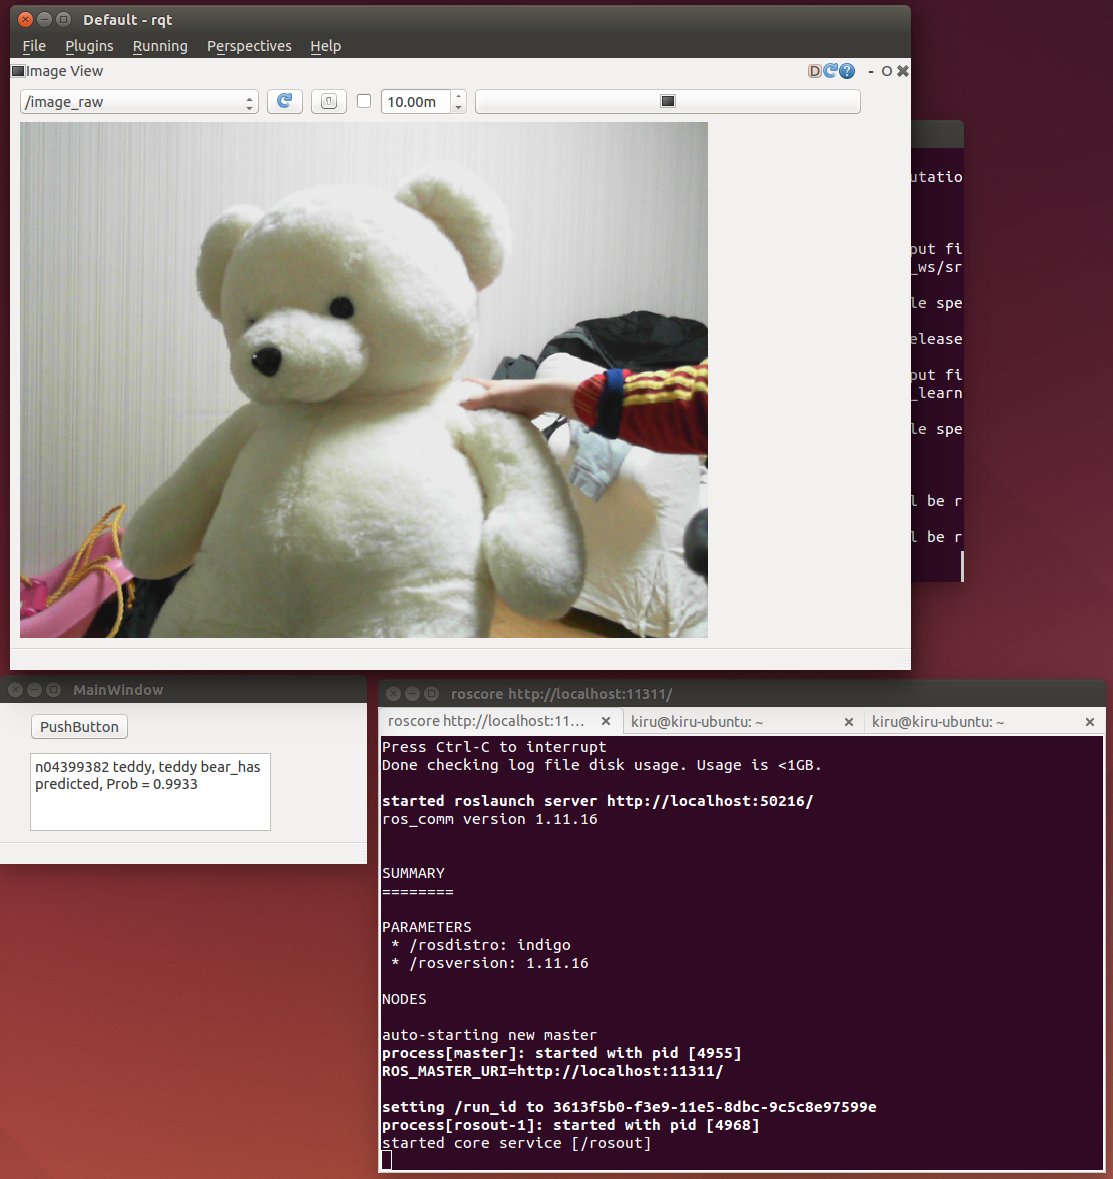 Default - rqt
File Plugins Running Perspectives Help
Image View
D ? - O
/image_raw
10.00m
utatio
put fi
_ws/sr
le spe
elease
put fi
_learn
le spe
l be r
l be r
MainWindow
PushButton
n04399382 teddy, teddy bear_has
predicted, Prob = 0.9933
roscore http://localhost:11311/
roscore http://localhost:11... kiru@kiru-ubuntu: ~ kiru@kiru-ubuntu: ~
Press Ctrl-C to interrupt
Done checking log file disk usage. Usage is <1GB.
started roslaunch server http://localhost:50216/
ros_comm version 1.11.16
SUMMARY
========
PARAMETERS
* /rosdistro: indigo
* /rosversion: 1.11.16
NODES
auto-starting new master
process[master]: started with pid [4955]
ROS_MASTER_URI=http://localhost:11311/
setting /run_id to 3613f5b0-f3e9-11e5-8dbc-9c5c8e97599e
process[rosout-1]: started with pid [4968]
started core service [/rosout]